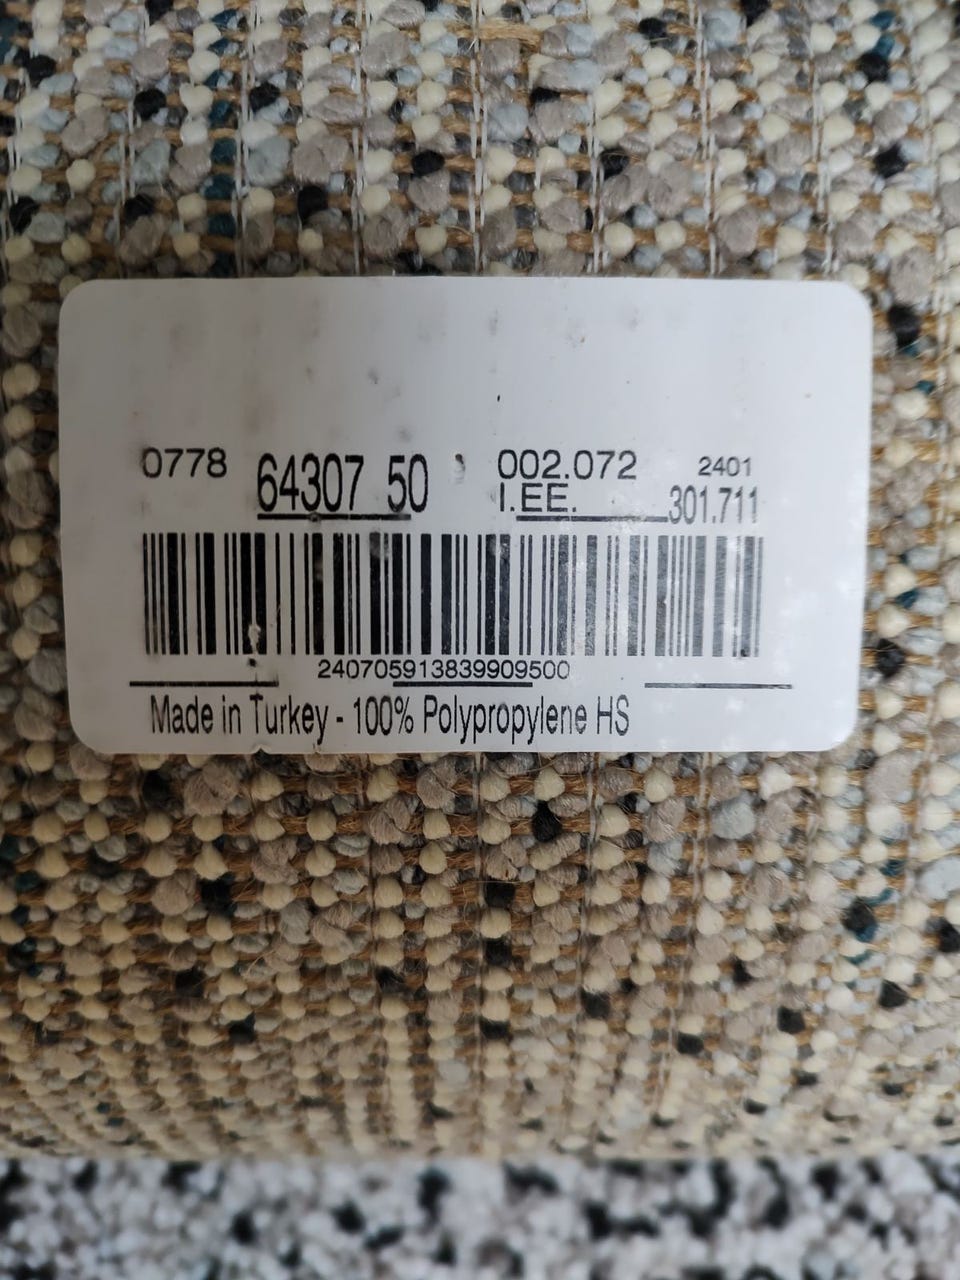 0778 64307 50 002.072 2401
I.EE. 301.711
240705913839909500
Made in Turkey - 100% Polypropylene HS